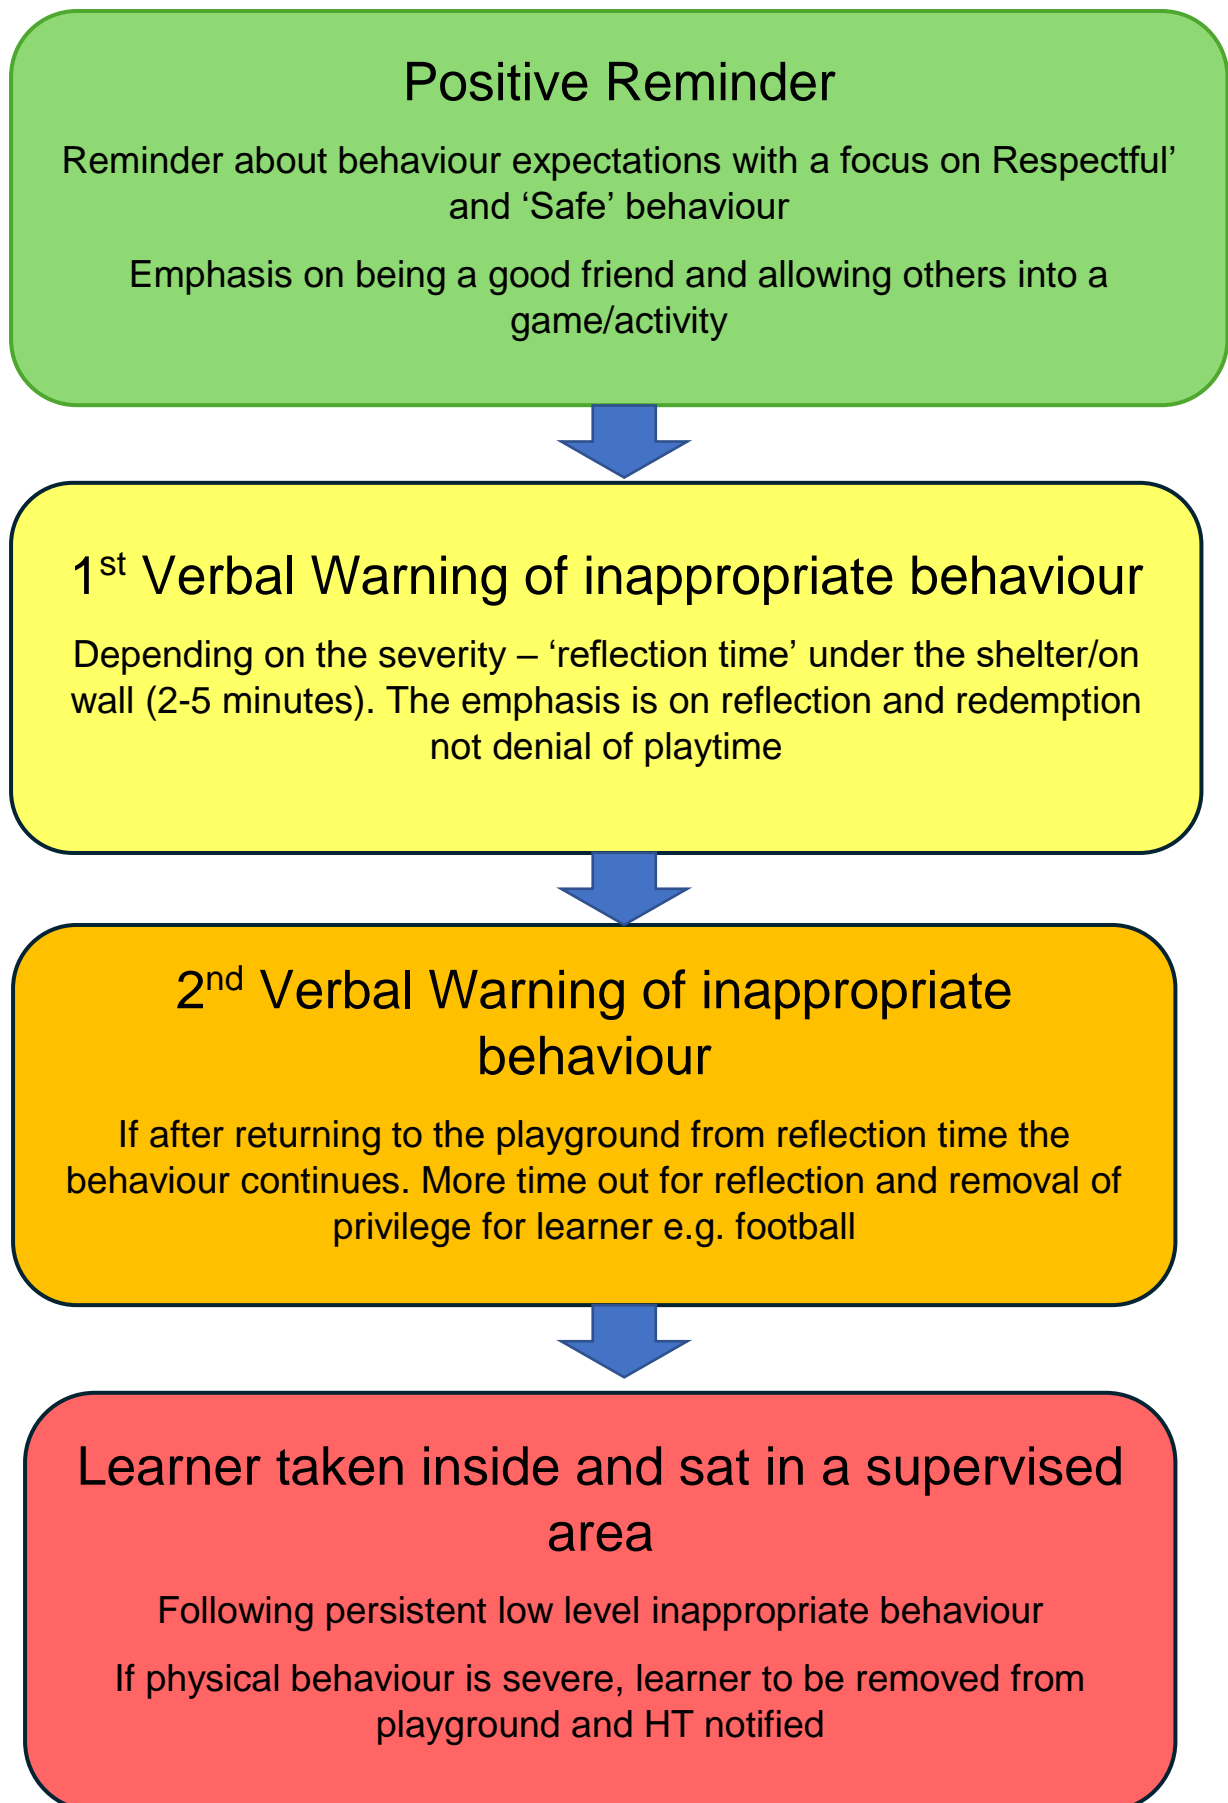 Positive Reminder
Reminder about behaviour expectations with a focus on Respectful’
and ‘Safe’ behaviour
Emphasis on being a good friend and allowing others into a
game/activity
1st Verbal Warning of inappropriate behaviour
Depending on the severity – ‘reflection time’ under the shelter/on
wall (2-5 minutes). The emphasis is on reflection and redemption
not denial of playtime
2nd Verbal Warning of inappropriate
behaviour
If after returning to the playground from reflection time the
behaviour continues. More time out for reflection and removal of
privilege for learner e.g. football
Learner taken inside and sat in a supervised
area
Following persistent low level inappropriate behaviour
If physical behaviour is severe, learner to be removed from
playground and HT notified